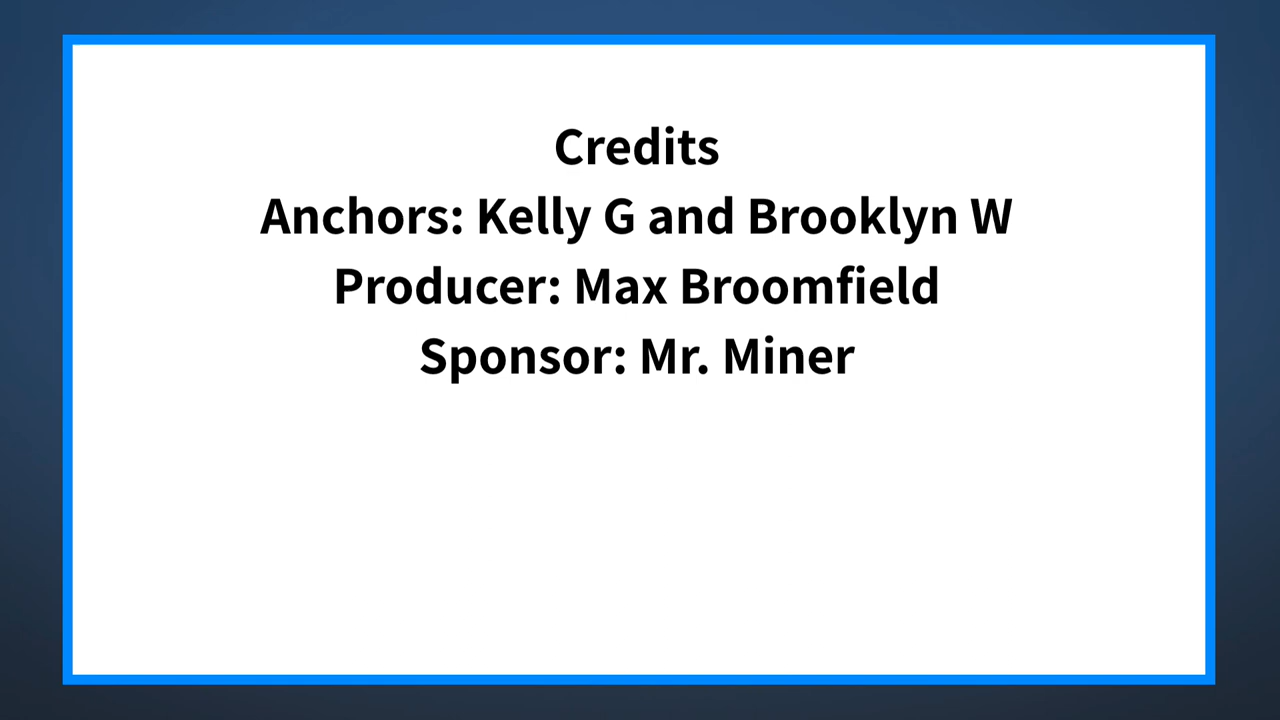 Credits
Anchors: Kelly G and Brooklyn W
Producer: Max Broomfield
Sponsor: Mr. Miner